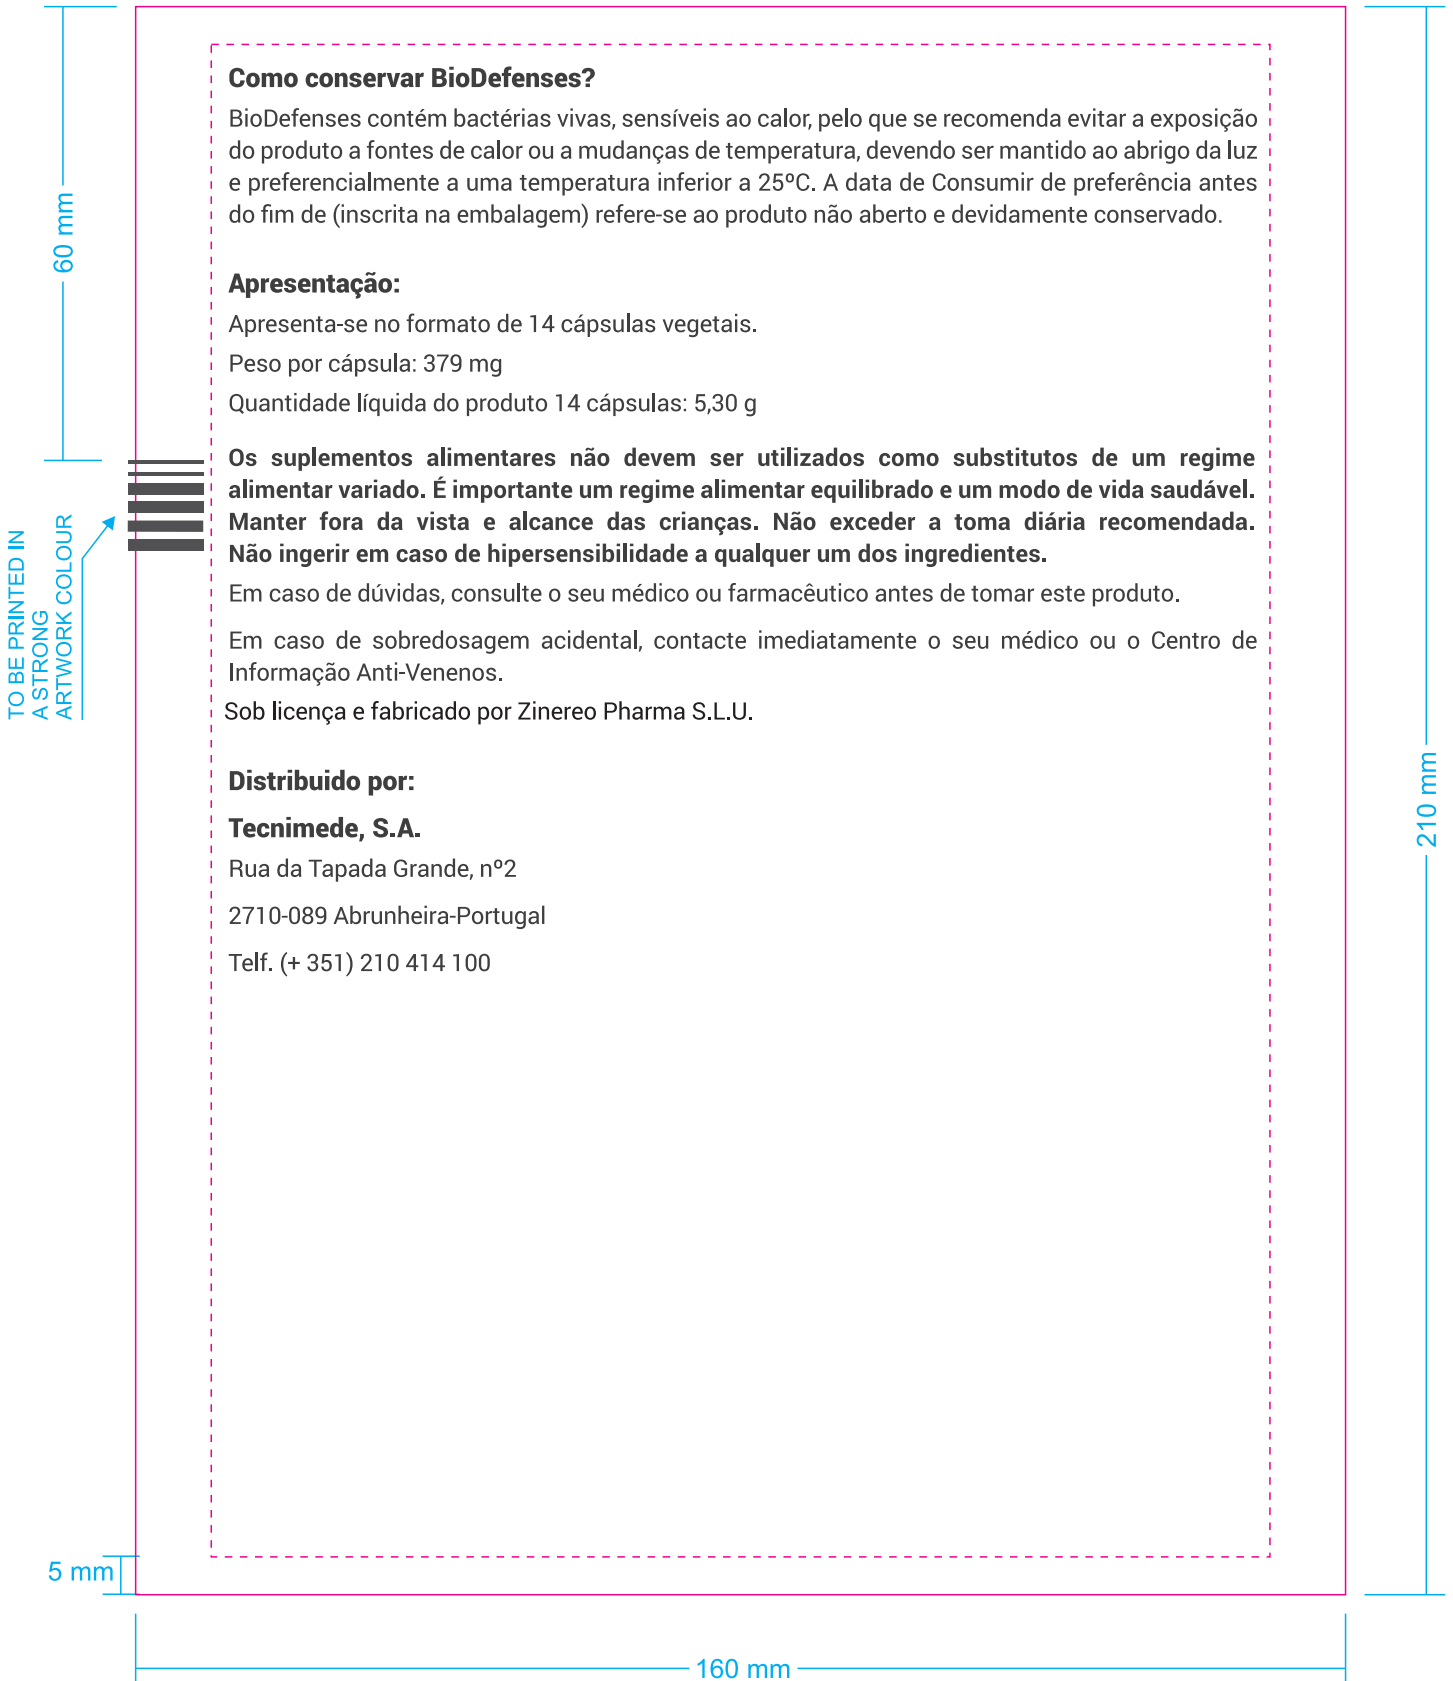 Como conservar BioDefenses?
BioDefenses contém bactérias vivas, sensíveis ao calor, pelo que se recomenda evitar a exposição
do produto a fontes de calor ou a mudanças de temperatura, devendo ser mantido ao abrigo da luz
e preferencialmente a uma temperatura inferior a 25ºC. A data de Consumir de preferência antes
do fim de (inscrita na embalagem) refere-se ao produto não aberto e devidamente conservado.
60 mm
Apresentação:
Apresenta-se no formato de 14 cápsulas vegetais.
Peso por cápsula: 379 mg
Quantidade líquida do produto 14 cápsulas: 5,30 g
Os suplementos alimentares não devem ser utilizados como substitutos de um regime
alimentar variado. É importante um regime alimentar equilibrado e um modo de vida saudável.
Manter fora da vista e alcance das crianças. Não exceder a toma diária recomendada.
Não ingerir em caso de hipersensibilidade a qualquer um dos ingredientes.
TO BE PRINTED IN
A STRONG
ARTWORK COLOUR
Em caso de dúvidas, consulte o seu médico ou farmacêutico antes de tomar este produto.
Em caso de sobredosagem acidental, contacte imediatamente o seu médico ou o Centro de
Informação Anti-Venenos.
Sob licença e fabricado por Zinereo Pharma S.L.U.
Distribuido por:
Tecnimede, S.A.
Rua da Tapada Grande, nº2
2710-089 Abrunheira-Portugal
Telf. (+ 351) 210 414 100
210 mm
5 mm
160 mm